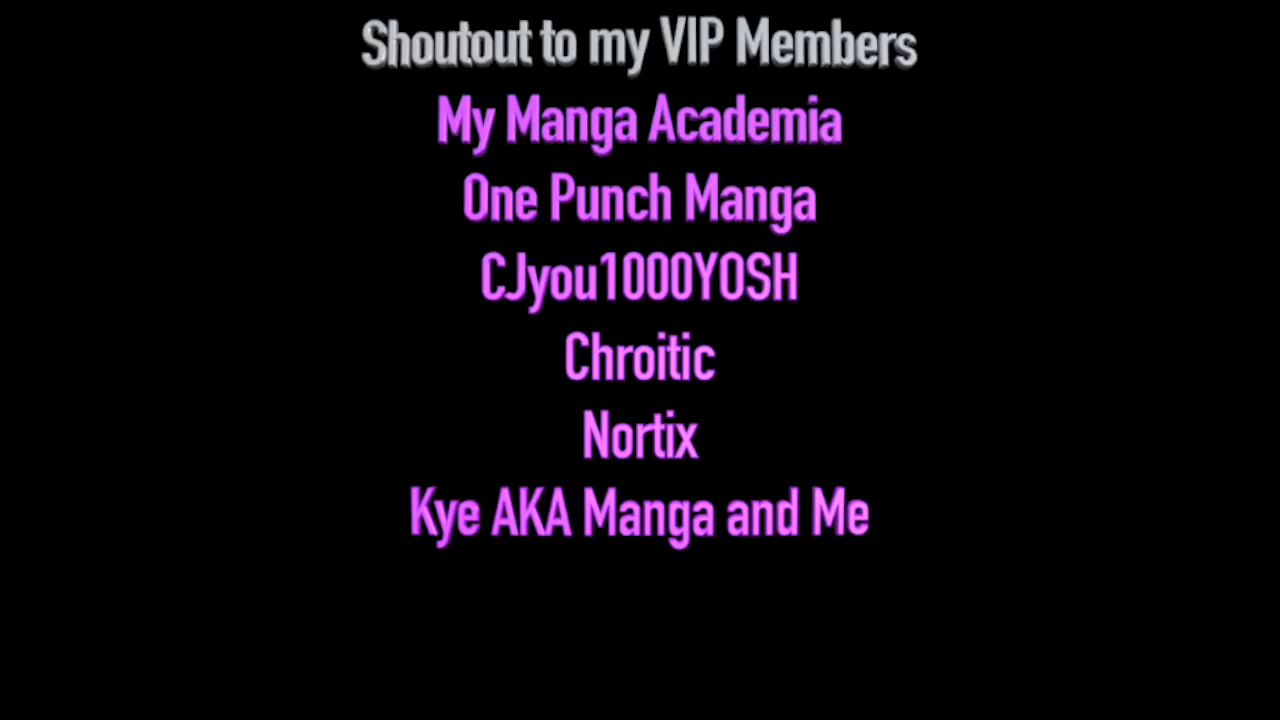 Shoutout to my VIP Members
My Manga Academia
One Punch Manga
CJyou1000YOSH
Chroitic
Nortix
Kye AKA Manga and Me